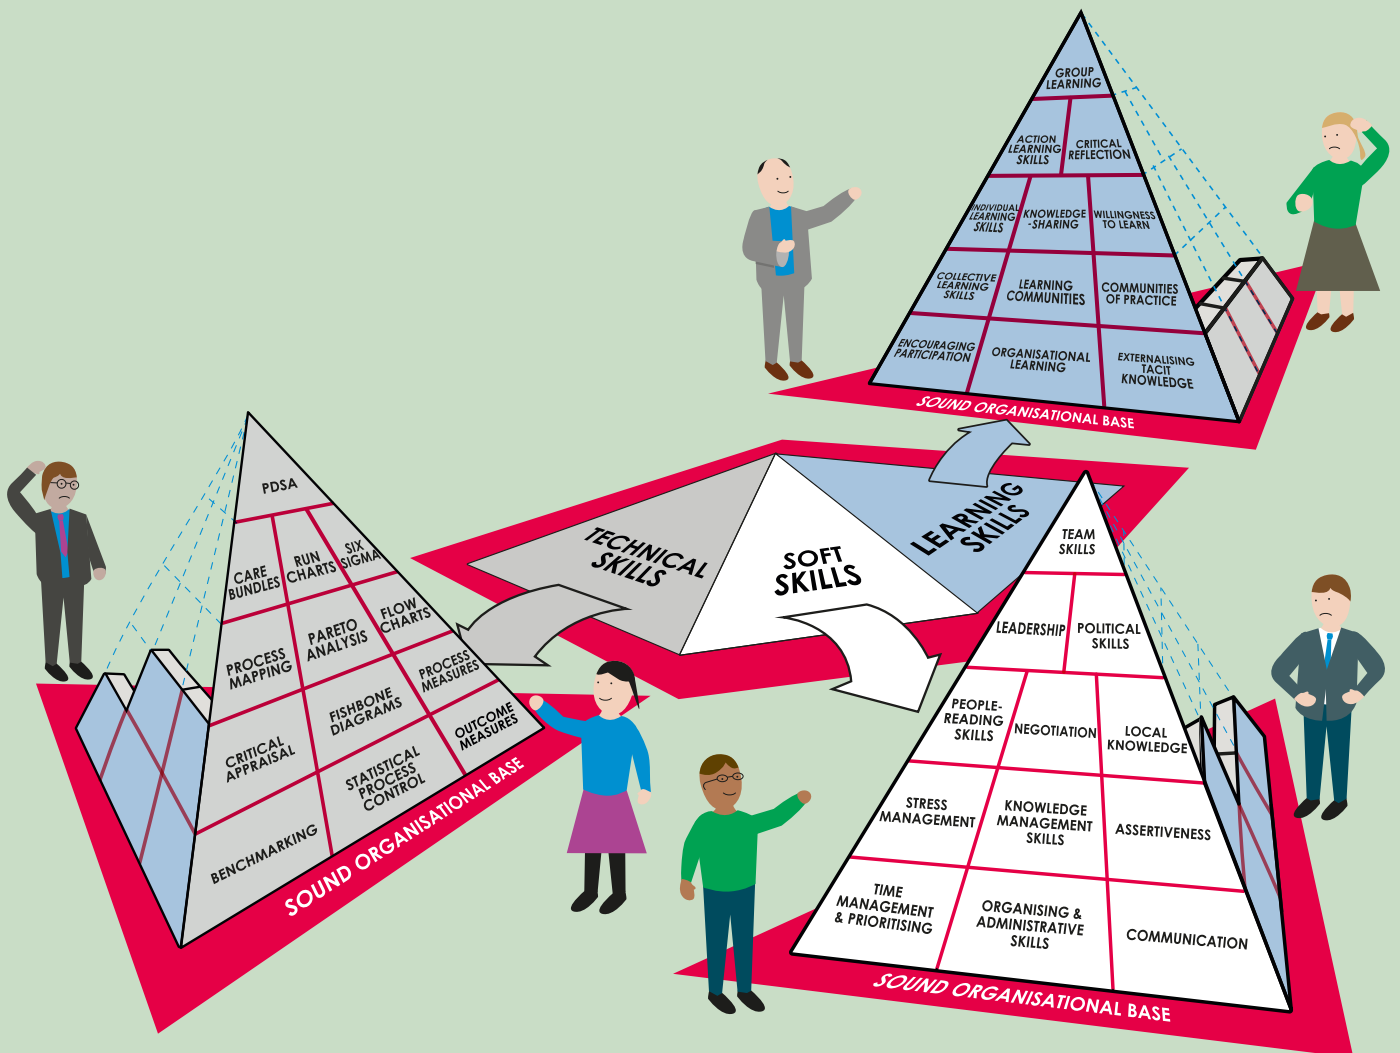 GROUP
LEARNING
ACTION
LEARNING
SKILLS
CRITICAL
REFLECTION
INDIVIDUAL
LEARNING
SKILLS
KNOWLEDGE
-SHARING
WILLINGNESS
TO LEARN
COLLECTIVE
LEARNING
SKILLS
LEARNING
COMMUNITIES
COMMUNITIES
OF PRACTICE
ENCOURAGING
PARTICIPATION
ORGANISATIONAL
LEARNING
EXTERNALISING
TACIT
KNOWLEDGE
SOUND ORGANISATIONAL BASE
TECHNICAL
SKILLS
SOFT
SKILLS
LEARNING
SKILLS
PDSA
CARE
BUNDLES
RUN
CHARTS
SIX
SIGMA
PROCESS
MAPPING
PARETO
ANALYSIS
FLOW
CHARTS
CRITICAL
APPRAISAL
FISHBONE
DIAGRAMS
PROCESS
MEASURES
BENCHMARKING
STATISTICAL
PROCESS
CONTROL
OUTCOME
MEASURES
SOUND ORGANISATIONAL BASE
TEAM
SKILLS
LEADERSHIP
POLITICAL
SKILLS
PEOPLE-
READING
SKILLS
NEGOTIATION
LOCAL
KNOWLEDGE
STRESS
MANAGEMENT
KNOWLEDGE
MANAGEMENT
SKILLS
ASSERTIVENESS
TIME
MANAGEMENT
& PRIORITISING
ORGANISING &
ADMINISTRATIVE
SKILLS
COMMUNICATION
SOUND ORGANISATIONAL BASE